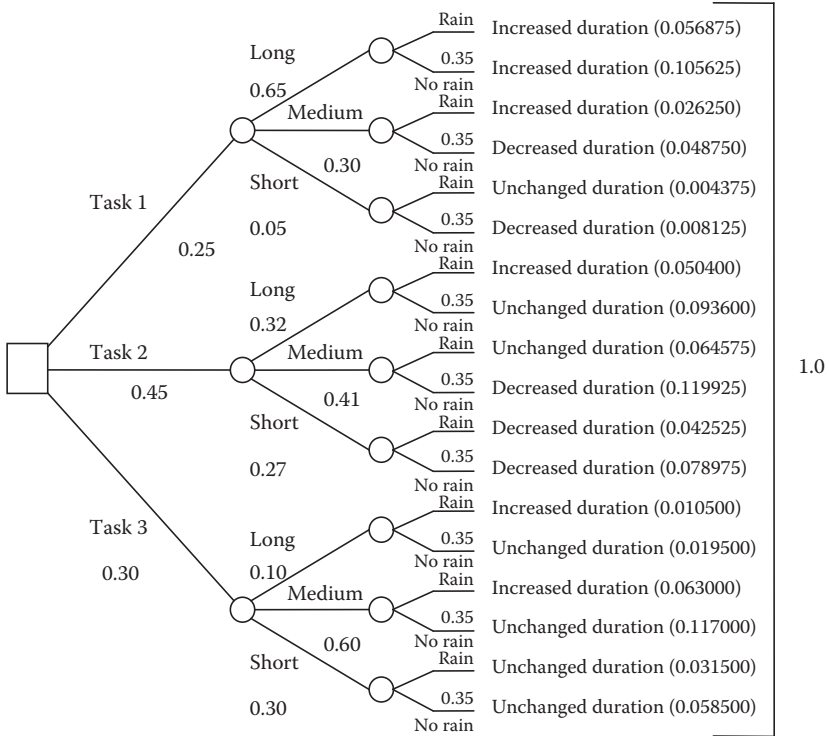 Rain Increased duration (0.056875)
Long
0.35 Increased duration (0.105625)
0.65
No rain
Medium
Rain Increased duration (0.026250)
0.35 Decreased duration (0.048750)
0.30
No rain
Short
Rain Unchanged duration (0.004375)
Task 1
0.05
0.35 Decreased duration (0.008125)
0.25
No rain
Rain Increased duration (0.050400)
Long
0.35 Unchanged duration (0.093600)
0.32
No rain
Task 2
Medium
Rain Unchanged duration (0.064575)
1.0
0.45
0.35 Decreased duration (0.119925)
0.41
No rain
Short
Rain Decreased duration (0.042525)
0.35 Decreased duration (0.078975)
0.27
No rain
Rain Increased duration (0.010500)
Task 3
Long
0.35 Unchanged duration (0.019500)
0.30
0.10
No rain
Medium
Rain Increased duration (0.063000)
0.35 Unchanged duration (0.117000)
0.60
No rain
Short
Rain Unchanged duration (0.031500)
0.35 Unchanged duration (0.058500)
0.30
No rain